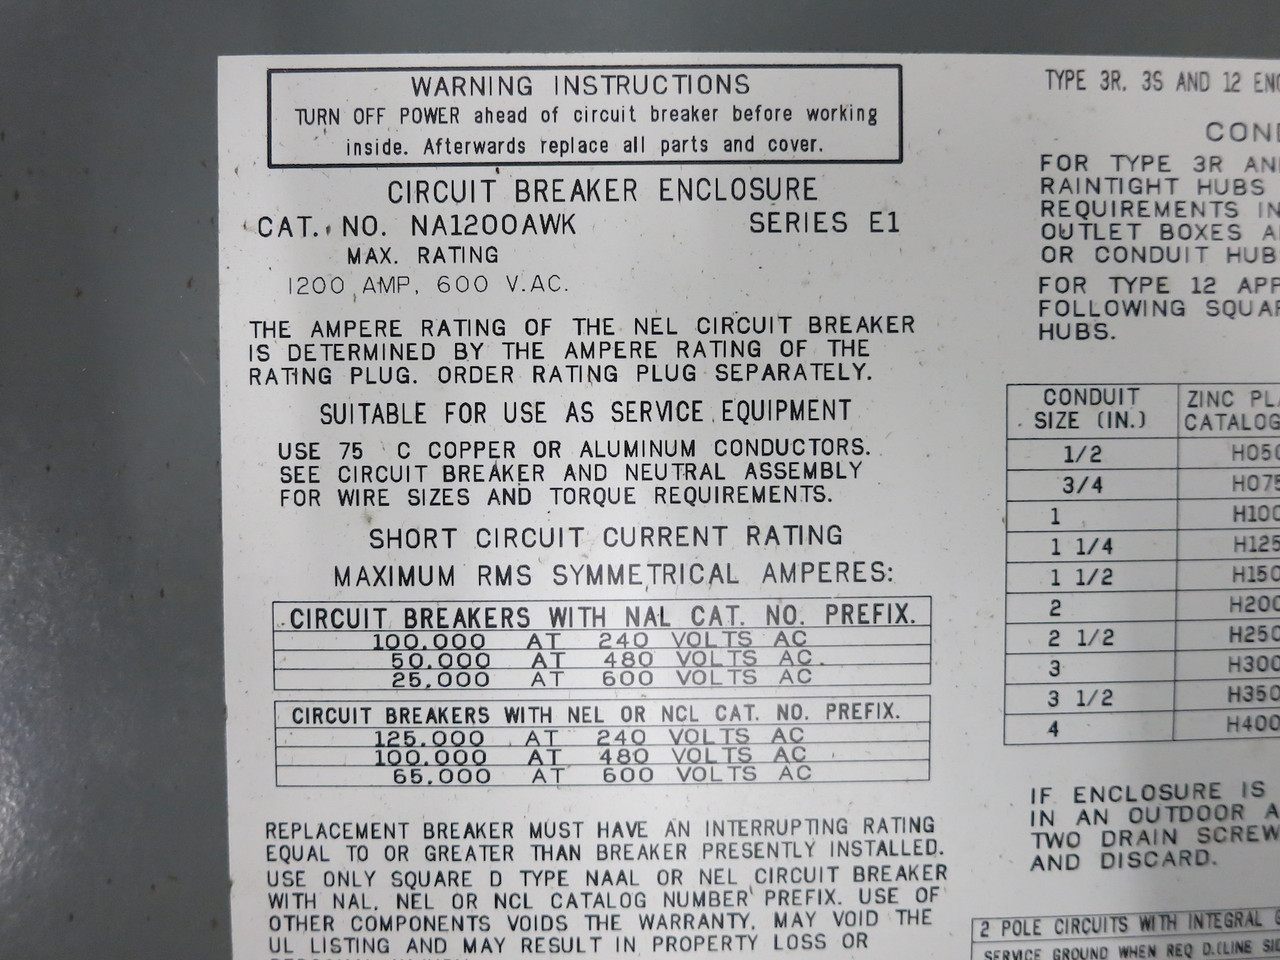 WARNING INSTRUCTIONS
TURN OFF POWER ahead of circuit breaker before working
inside. Afterwards replace all parts and cover.
CIRCUIT BREAKER ENCLOSURE
CAT. NO. NA1200AWK SERIES E1
MAX. RATING
1200 AMP, 600 V.AC.
THE AMPERE RATING OF THE NEL CIRCUIT BREAKER
IS DETERMINED BY THE AMPERE RATING OF THE
RATING PLUG. ORDER RATING PLUG SEPARATELY.
SUITABLE FOR USE AS SERVICE EQUIPMENT
USE 75 C COPPER OR ALUMINUM CONDUCTORS.
SEE CIRCUIT BREAKER AND NEUTRAL ASSEMBLY
FOR WIRE SIZES AND TORQUE REQUIREMENTS.
SHORT CIRCUIT CURRENT RATING
MAXIMUM RMS SYMMETRICAL AMPERES:
CIRCUIT BREAKERS WITH NAL CAT. NO. PREFIX.
100,000 AT 240 VOLTS AC
50,000 AT 480 VOLTS AC
25,000 AT 600 VOLTS AC
CIRCUIT BREAKERS WITH NEL OR NCL CAT. NO. PREFIX.
125,000 AT 240 VOLTS AC
100,000 AT 480 VOLTS AC
65,000 AT 600 VOLTS AC
REPLACEMENT BREAKER MUST HAVE AN INTERRUPTING RATING
EQUAL TO OR GREATER THAN BREAKER PRESENTLY INSTALLED.
USE ONLY SQUARE D TYPE NAAL OR NEL CIRCUIT BREAKER
WITH NAL, NEL OR NCL CATALOG NUMBER PREFIX. USE OF
OTHER COMPONENTS VOIDS THE WARRANTY, MAY VOID THE
UL LISTING AND MAY RESULT IN PROPERTY LOSS OR
TYPE 3R, 3S AND 12
FOR TYPE 3R
RAINTIGHT HUBS
REQUIREMENTS
OUTLET BOXES
OR CONDUIT
FOR TYPE 12
FOLLOWING
HUBS.
CONDUIT ZINC
SIZE (IN.)
1/2
3/4
1
1 1/4
1 1/2
2
2 1/2
3
3 1/2
4
IF ENCLOSURE IS
IN AN OUTDOOR
TWO DRAIN
AND DISCARD.
2 POLE CIRCUITS WITH INTEGRAL
SERVICE GROUND WHEN REQ D.(LINE